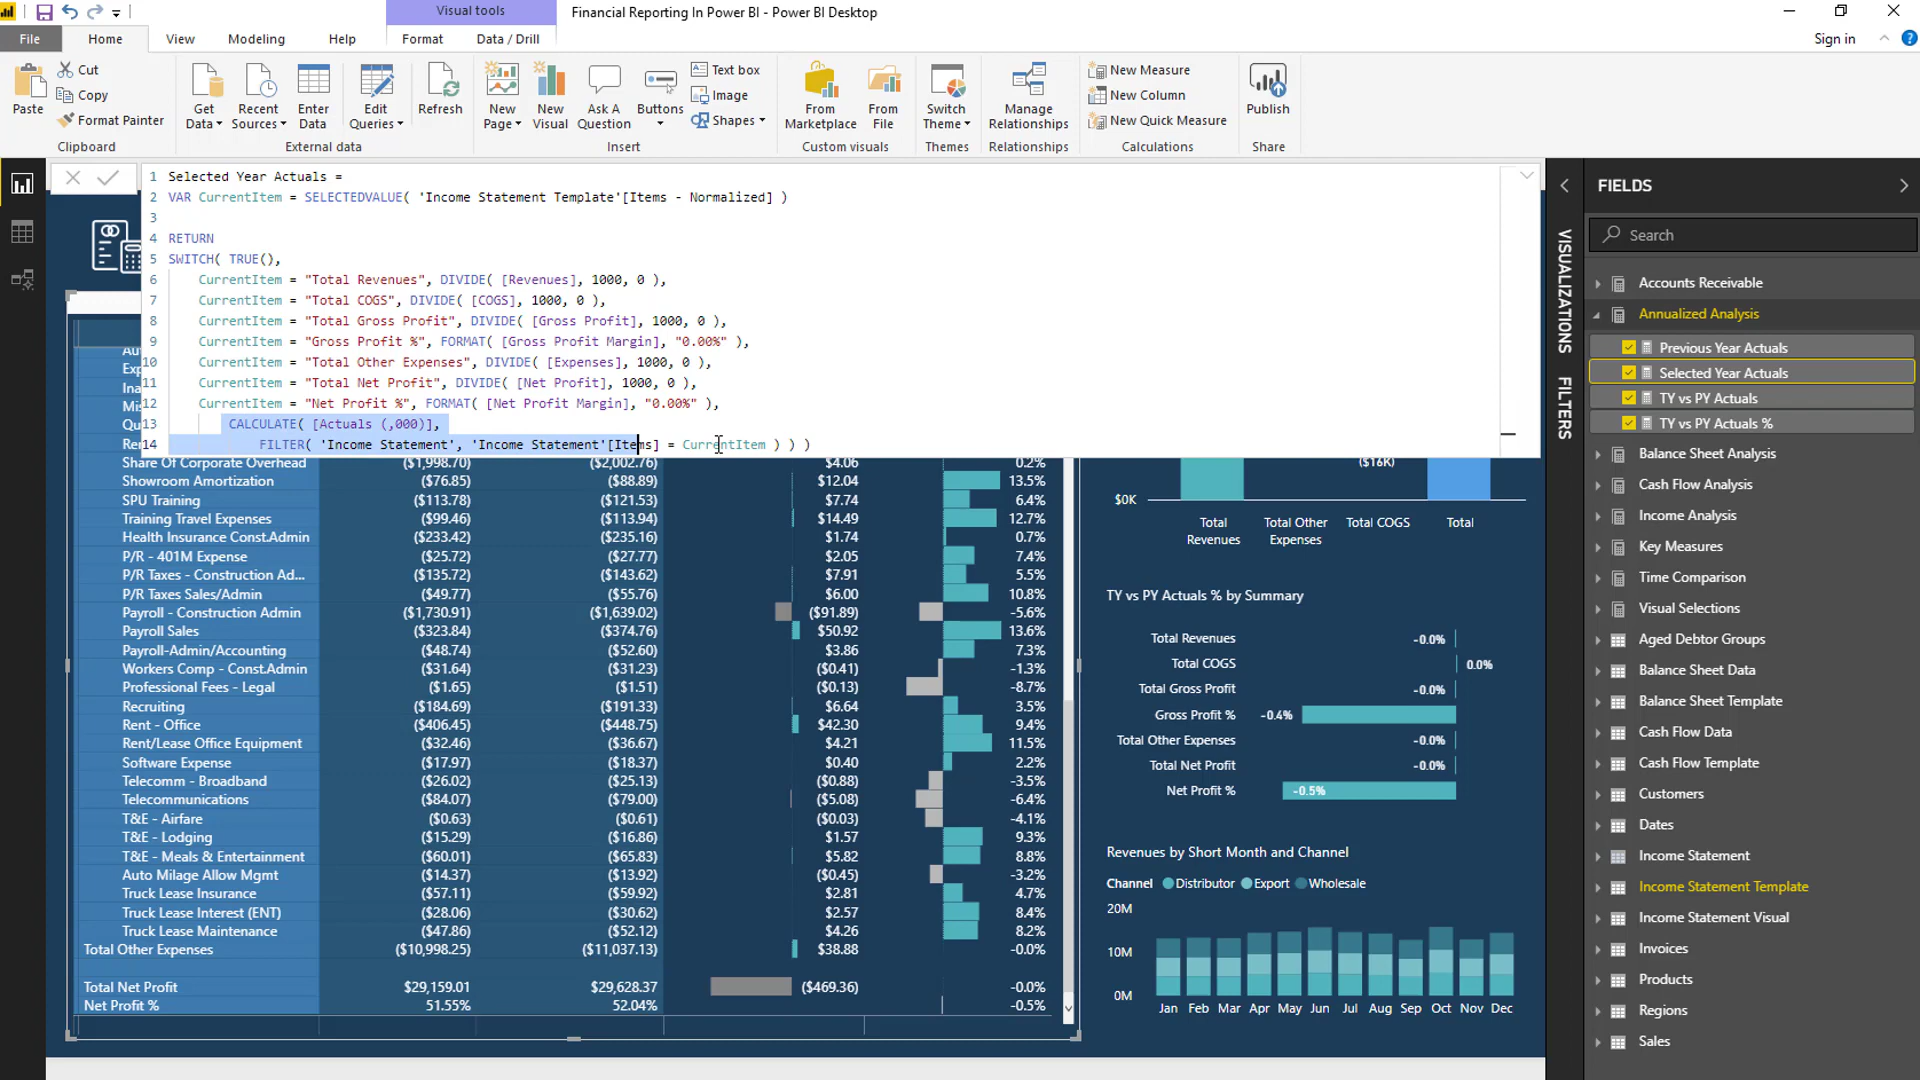 Visual tools
Financial Reporting In Power BI - Power BI Desktop
File
Home
View
Modeling
Help
Format
Data / Drill
Sign in
Paste
Cut
Copy
Format Painter
Clipboard
Get Data
Recent Sources
Enter Data
Edit Queries
Refresh
External data
New Page
New Visual
Ask A Question
Buttons
Text box
Image
Shapes
Insert
From Marketplace
From File
Custom visuals
Switch Theme
Themes
Manage Relationships
Relationships
New Measure
New Column
New Quick Measure
Calculations
Publish
Share
1 Selected Year Actuals =
2 VAR CurrentItem = SELECTEDVALUE( 'Income Statement Template'[Items - Normalized] )
3
4 RETURN
5 SWITCH( TRUE(),
6 CurrentItem = "Total Revenues", DIVIDE( [Revenues], 1000, 0 ),
7 CurrentItem = "Total COGS", DIVIDE( [COGS], 1000, 0 ),
8 CurrentItem = "Total Gross Profit", DIVIDE( [Gross Profit], 1000, 0 ),
9 CurrentItem = "Gross Profit %", FORMAT( [Gross Profit Margin], "0.00%" ),
10 CurrentItem = "Total Other Expenses", DIVIDE( [Expenses], 1000, 0 ),
11 CurrentItem = "Total Net Profit", DIVIDE( [Net Profit], 1000, 0 ),
12 CurrentItem = "Net Profit %", FORMAT( [Net Profit Margin], "0.00%" ),
13 CALCULATE( [Actuals (,000)],
14 FILTER( 'Income Statement', 'Income Statement'[Items] = CurrentItem ) ) )
Share Of Corporate Overhead ($1,998.70) ($2,002.76) $4.06 0.2%
Showroom Amortization ($76.85) ($88.89) $12.04 13.5%
SPU Training ($113.78) ($121.53) $7.74 6.4%
Training Travel Expenses ($99.46) ($113.94) $14.49 12.7%
Health Insurance Const.Admin ($233.42) ($235.16) $1.74 0.7%
P/R - 401M Expense ($25.72) ($27.77) $2.05 7.4%
P/R Taxes - Construction Ad... ($135.72) ($143.62) $7.91 5.5%
P/R Taxes Sales/Admin ($49.77) ($55.76) $6.00 10.8%
Payroll - Construction Admin ($1,730.91) ($1,639.02) ($91.89) -5.6%
Payroll Sales ($323.84) ($374.76) $50.92 13.6%
Payroll-Admin/Accounting ($48.74) ($52.60) $3.86 7.3%
Workers Comp - Const.Admin ($31.64) ($31.23) ($0.41) -1.3%
Professional Fees - Legal ($1.65) ($1.51) ($0.13) -8.7%
Recruiting ($184.69) ($191.33) $6.64 3.5%
Rent - Office ($406.45) ($448.75) $42.30 9.4%
Rent/Lease Office Equipment ($32.46) ($36.67) $4.21 11.5%
Software Expense ($17.97) ($18.37) $0.40 2.2%
Telecomm - Broadband ($26.02) ($25.13) ($0.88) -3.5%
Telecommunications ($84.07) ($79.00) ($5.08) -6.4%
T&E - Airfare ($0.63) ($0.61) ($0.03) -4.1%
T&E - Lodging ($15.29) ($16.86) $1.57 9.3%
T&E - Meals & Entertainment ($60.01) ($65.83) $5.82 8.8%
Auto Milage Allow Mgmt ($14.37) ($13.92) ($0.45) -3.2%
Truck Lease Insurance ($57.11) ($59.92) $2.81 4.7%
Truck Lease Interest (ENT) ($28.06) ($30.62) $2.57 8.4%
Truck Lease Maintenance ($47.86) ($52.12) $4.26 8.2%
Total Other Expenses ($10,998.25) ($11,037.13) $38.88 -0.0%
Total Net Profit $29,159.01 $29,628.37 ($469.36) -0.0%
Net Profit % 51.55% 52.04% -0.5%
($16K)
$0K
Total Revenues
Total Other Expenses
Total COGS
Total
TY vs PY Actuals % by Summary
Total Revenues -0.0%
Total COGS 0.0%
Total Gross Profit -0.0%
Gross Profit % -0.4%
Total Other Expenses -0.0%
Total Net Profit -0.0%
Net Profit % -0.5%
Revenues by Short Month and Channel
Channel Distributor Export Wholesale
20M
10M
0M
Jan Feb Mar Apr May Jun Jul Aug Sep Oct Nov Dec
VISUALIZATIONS
FILTERS
FIELDS
Search
Accounts Receivable
Annualized Analysis
Previous Year Actuals
Selected Year Actuals
TY vs PY Actuals
TY vs PY Actuals %
Balance Sheet Analysis
Cash Flow Analysis
Income Analysis
Key Measures
Time Comparison
Visual Selections
Aged Debtor Groups
Balance Sheet Data
Balance Sheet Template
Cash Flow Data
Cash Flow Template
Customers
Dates
Income Statement
Income Statement Template
Income Statement Visual
Invoices
Products
Regions
Sales